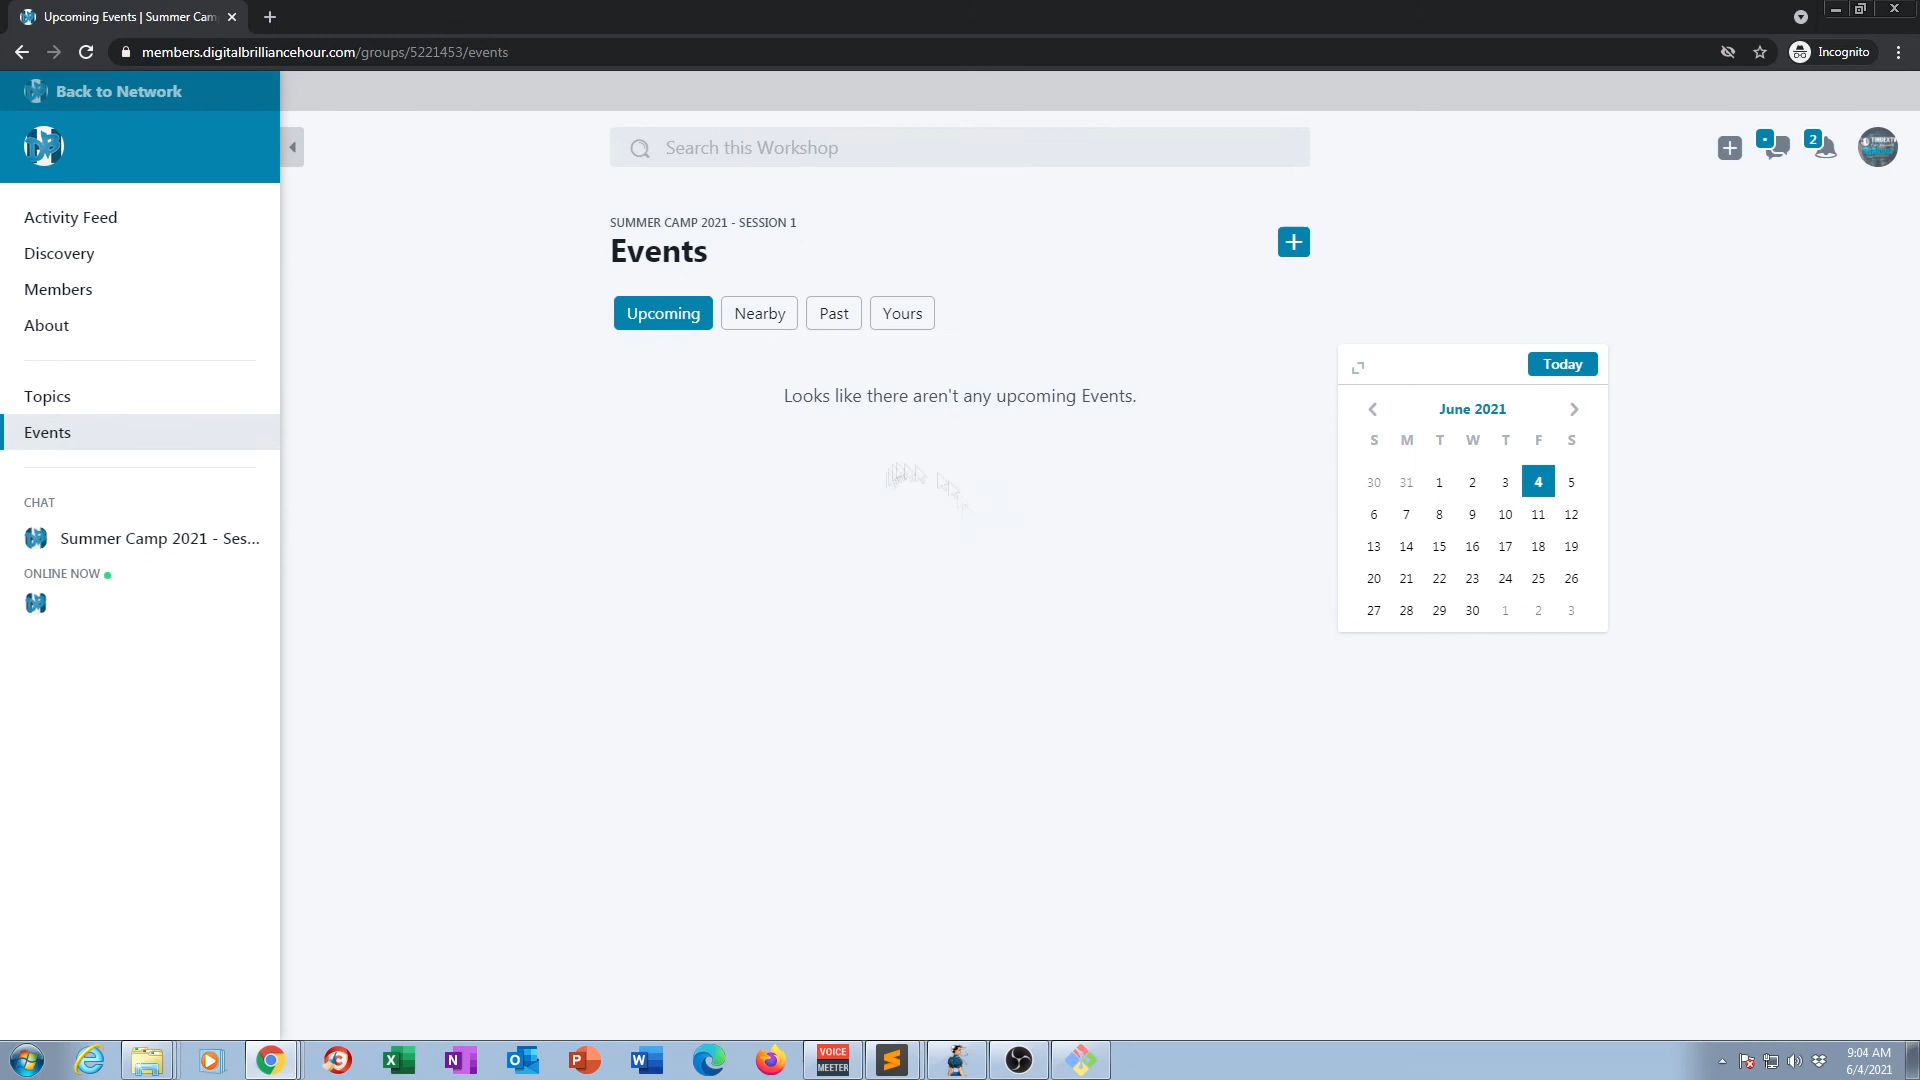 Upcoming Events | Summer Cam
members.digitalbrilliancehour.com/groups/5221453/events
Incognito
Back to Network
Search this Workshop
2
Activity Feed
Discovery
Members
About
Topics
Events
CHAT
Summer Camp 2021 - Ses...
ONLINE NOW
SUMMER CAMP 2021 - SESSION 1
Events
Upcoming Nearby Past Yours
Looks like there aren't any upcoming Events.
Today
June 2021
S M T W T F S
30 31 1 2 3 4 5
6 7 8 9 10 11 12
13 14 15 16 17 18 19
20 21 22 23 24 25 26
27 28 29 30 1 2 3
VOICE
MEETER
9:04 AM
6/4/2021